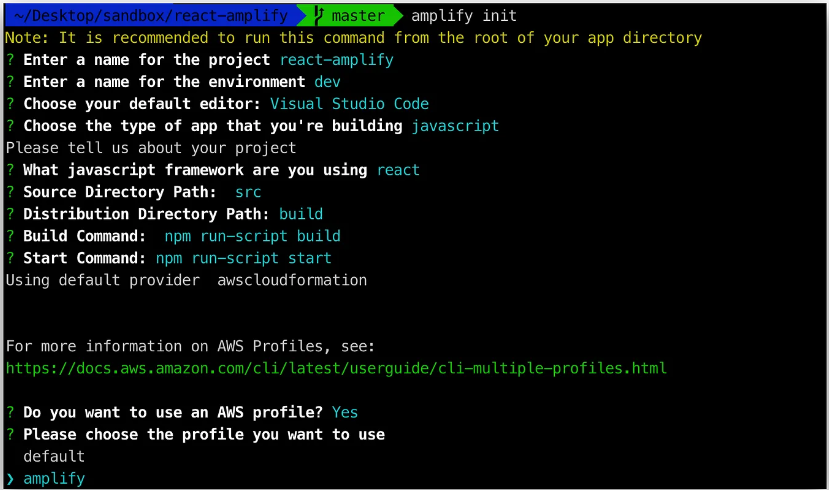 ~/Desktop/sandbox/react-amplify master amplify init
Note: It is recommended to run this command from the root of your app directory
? Enter a name for the project react-amplify
? Enter a name for the environment dev
? Choose your default editor: Visual Studio Code
? Choose the type of app that you're building javascript
Please tell us about your project
? What javascript framework are you using react
? Source Directory Path:  src
? Distribution Directory Path: build
? Build Command:  npm run-script build
? Start Command: npm run-script start
Using default provider  awscloudformation
For more information on AWS Profiles, see:
https://docs.aws.amazon.com/cli/latest/userguide/cli-multiple-profiles.html
? Do you want to use an AWS profile? Yes
? Please choose the profile you want to use
default
❯ amplify